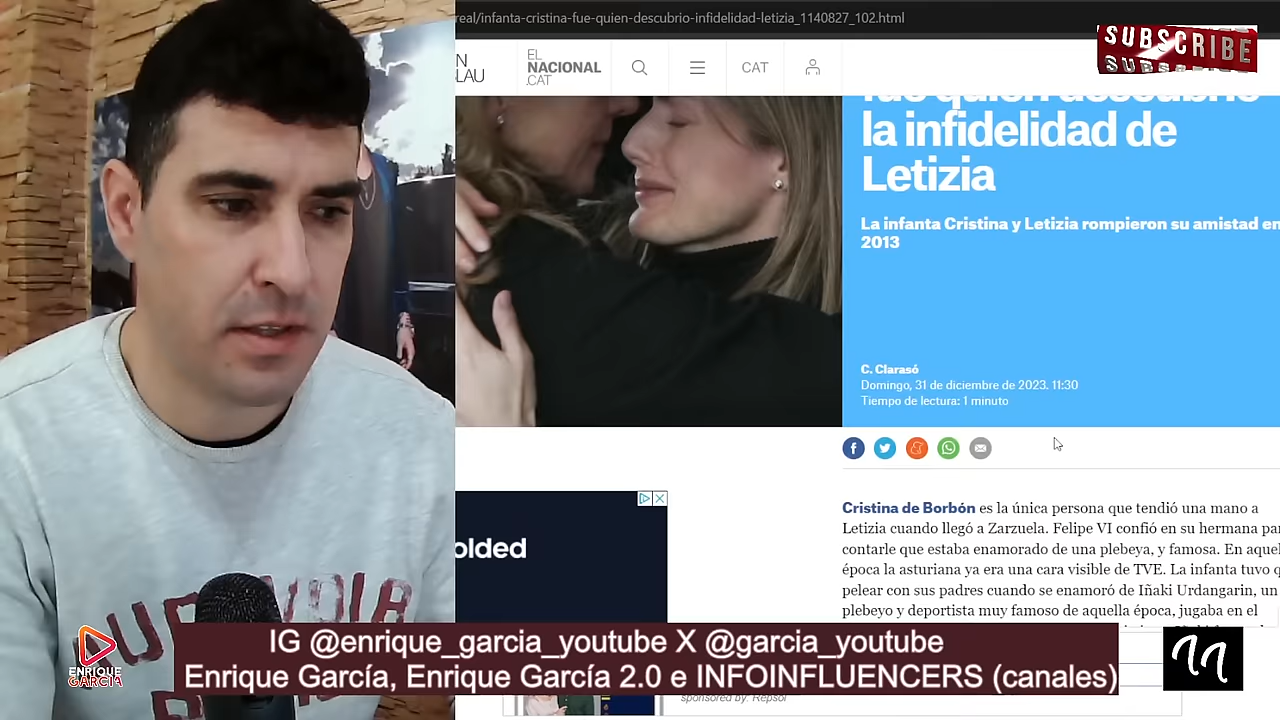 real/infanta-cristina-fue-quien-descubrio-infidelidad-letizia_1140827_102.html
SUBSCRIBE
N
LAU
EL
NACIONAL
.CAT
CAT
fue quien descubrió
la infidelidad de
Letizia
La infanta Cristina y Letizia rompieron su amistad en
2013
C. Clarasó
Domingo, 31 de diciembre de 2023. 11:30
Tiempo de lectura: 1 minuto
olded
Cristina de Borbón es la única persona que tendió una mano a
Letizia cuando llegó a Zarzuela. Felipe VI confió en su hermana par
contarle que estaba enamorado de una plebeya, y famosa. En aquel
época la asturiana ya era una cara visible de TVE. La infanta tuvo q
pelear con sus padres cuando se enamoró de Iñaki Urdangarin, un
plebeyo y deportista muy famoso de aquella época, jugaba en el
IG @enrique_garcia_youtube X @garcia_youtube
Enrique García, Enrique García 2.0 e INFOINFLUENCERS (canales)
ENRIQUE
GARCÍA
sponsored by: Repsol